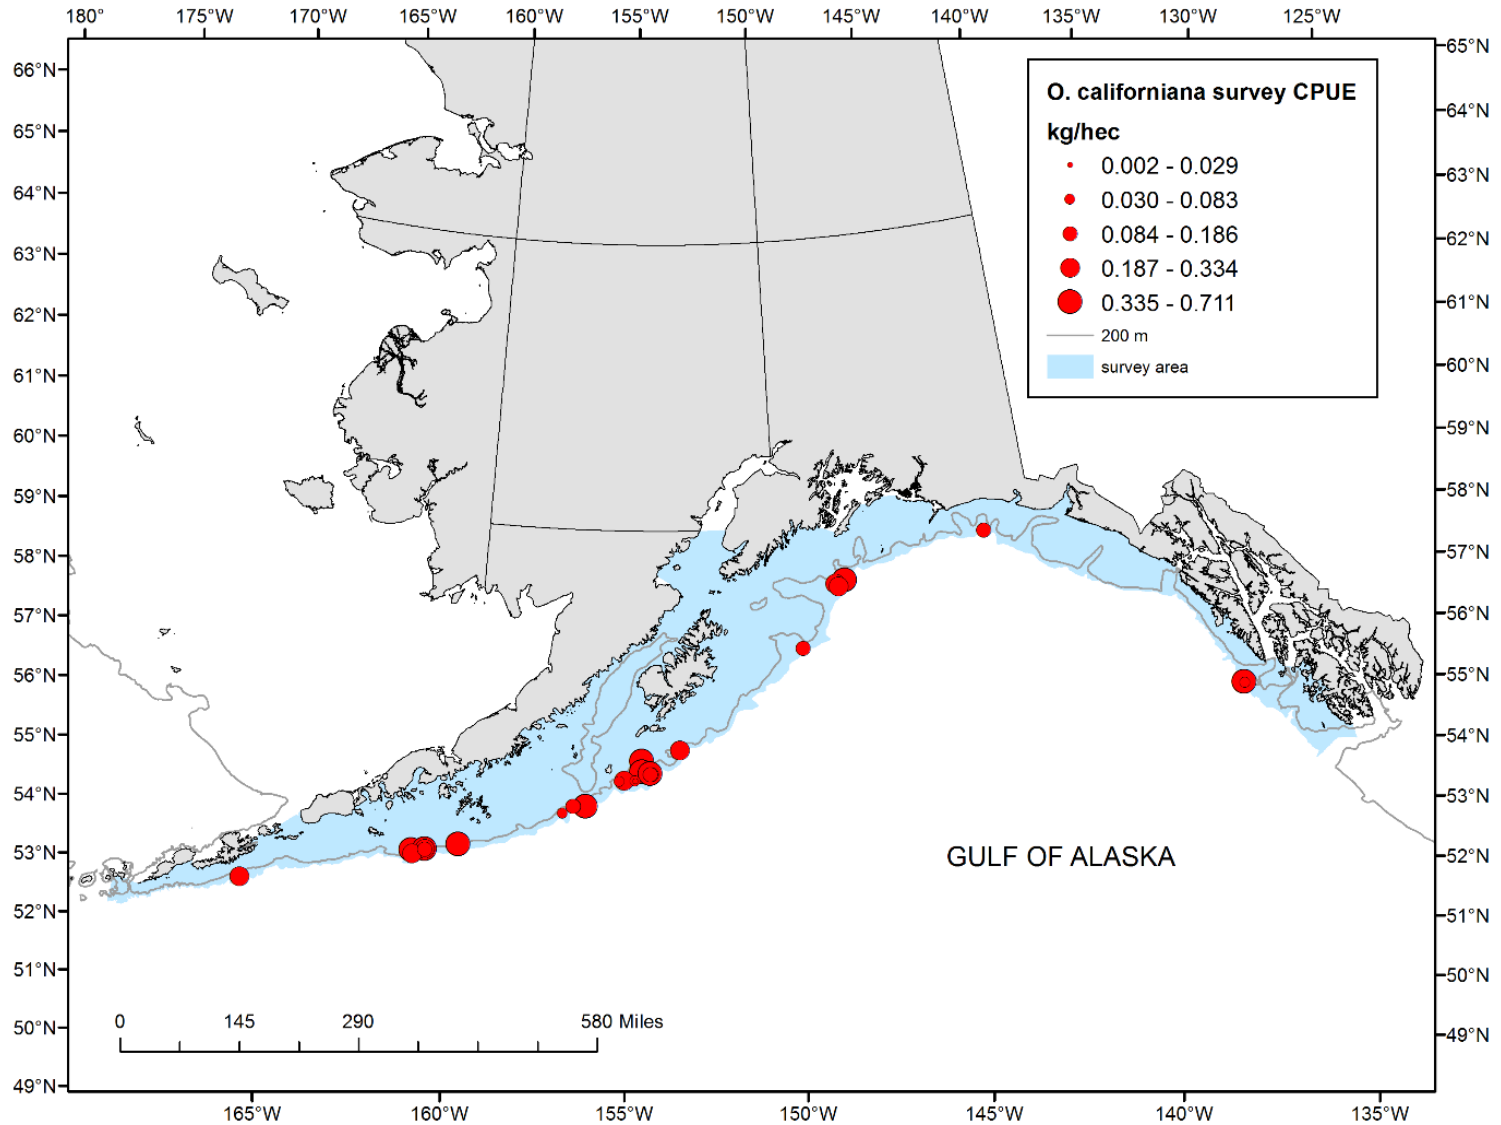 180° 175°W 170°W 165°W 160°W 155°W 150°W 145°W 140°W 135°W 130°W 125°W
66°N
65°N
64°N
63°N
62°N
61°N
60°N
59°N
58°N
57°N
56°N
55°N
54°N
53°N
52°N
51°N
50°N
49°N
O. californiana survey CPUE
kg/hec
0.002 - 0.029
0.030 - 0.083
0.084 - 0.186
0.187 - 0.334
0.335 - 0.711
200 m
survey area
65°N
64°N
63°N
62°N
61°N
60°N
59°N
58°N
57°N
56°N
55°N
54°N
53°N
52°N
51°N
50°N
49°N
GULF OF ALASKA
0 145 290 580 Miles
165°W 160°W 155°W 150°W 145°W 140°W 135°W